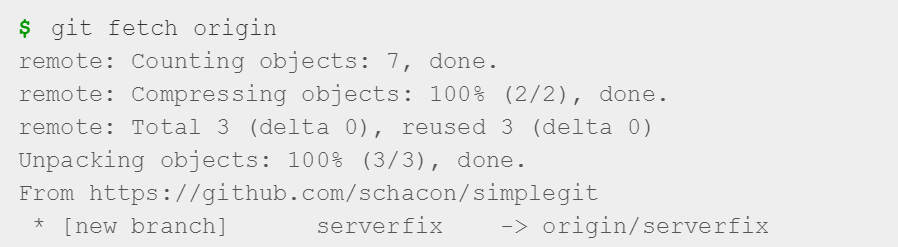 $ git fetch origin
remote: Counting objects: 7, done.
remote: Compressing objects: 100% (2/2), done.
remote: Total 3 (delta 0), reused 3 (delta 0)
Unpacking objects: 100% (3/3), done.
From https://github.com/schacon/simplegit
 * [new branch]      serverfix    -> origin/serverfix